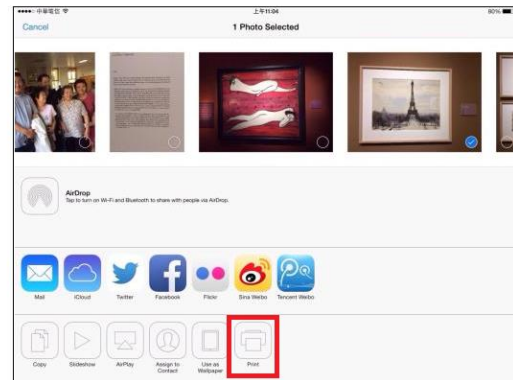 中華電信
上午11:04
90%
Cancel
1 Photo Selected
AirDrop
Tap to turn on Wi-Fi and Bluetooth to share with people via AirDrop.
Mail
iCloud
Twitter
Facebook
Flickr
Sina Weibo
Tencent Weibo
Copy
Slideshow
AirPlay
Assign to
Contact
Use as
Wallpaper
Print